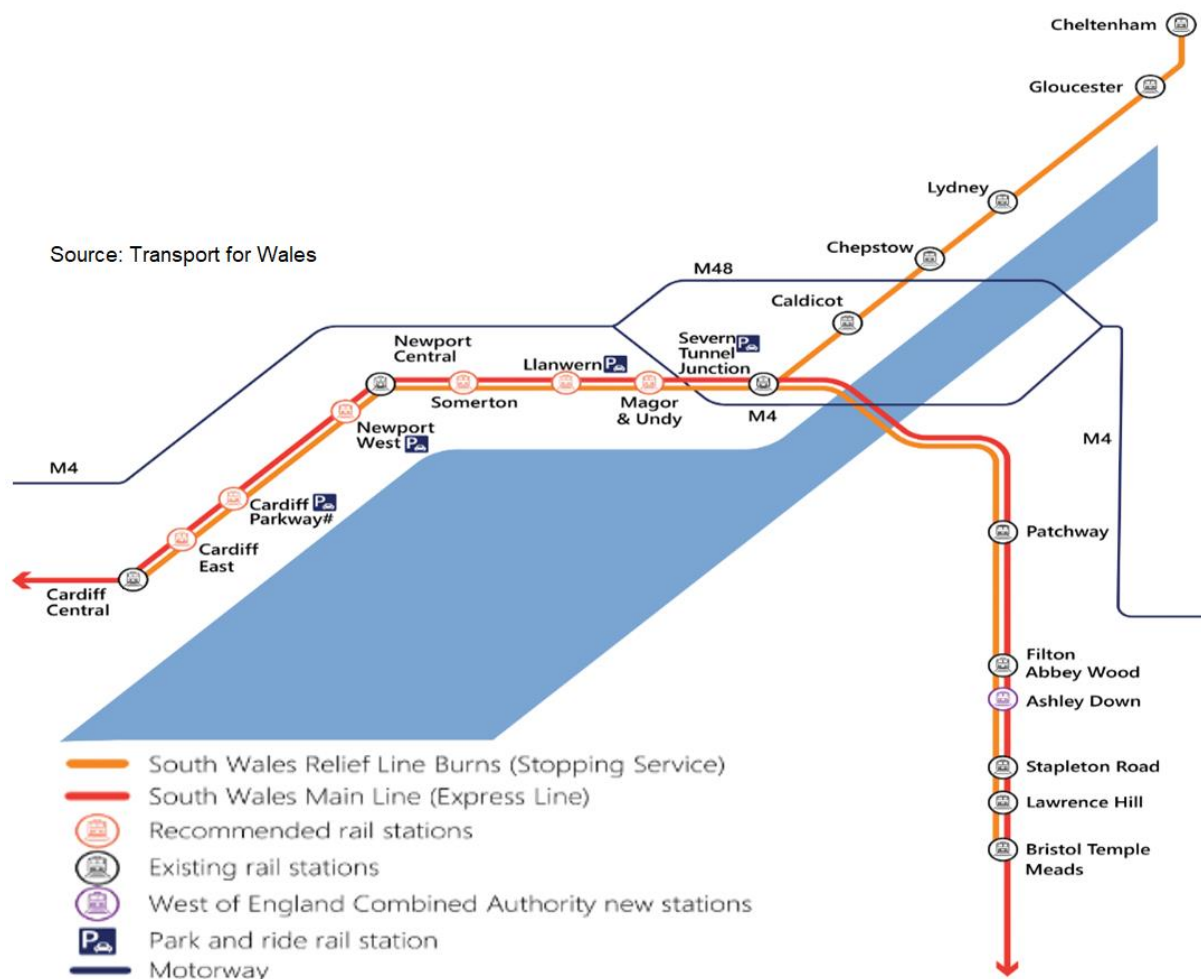 Cheltenham
Gloucester
Lydney
Source: Transport for Wales
Chepstow
M48
Caldicot
Newport
Central
Severn
Tunnel
Junction
P
Llanwern
P
Somerton
Magor
& Undy
M4
Newport
West
P
M4
M4
Cardiff
Parkway#
P
Patchway
Cardiff
East
Cardiff
Central
Filton
Abbey Wood
Ashley Down
Stapleton Road
Lawrence Hill
Bristol Temple
Meads
South Wales Relief Line Burns (Stopping Service)
South Wales Main Line (Express Line)
Recommended rail stations
Existing rail stations
West of England Combined Authority new stations
P
Park and ride rail station
Motorway